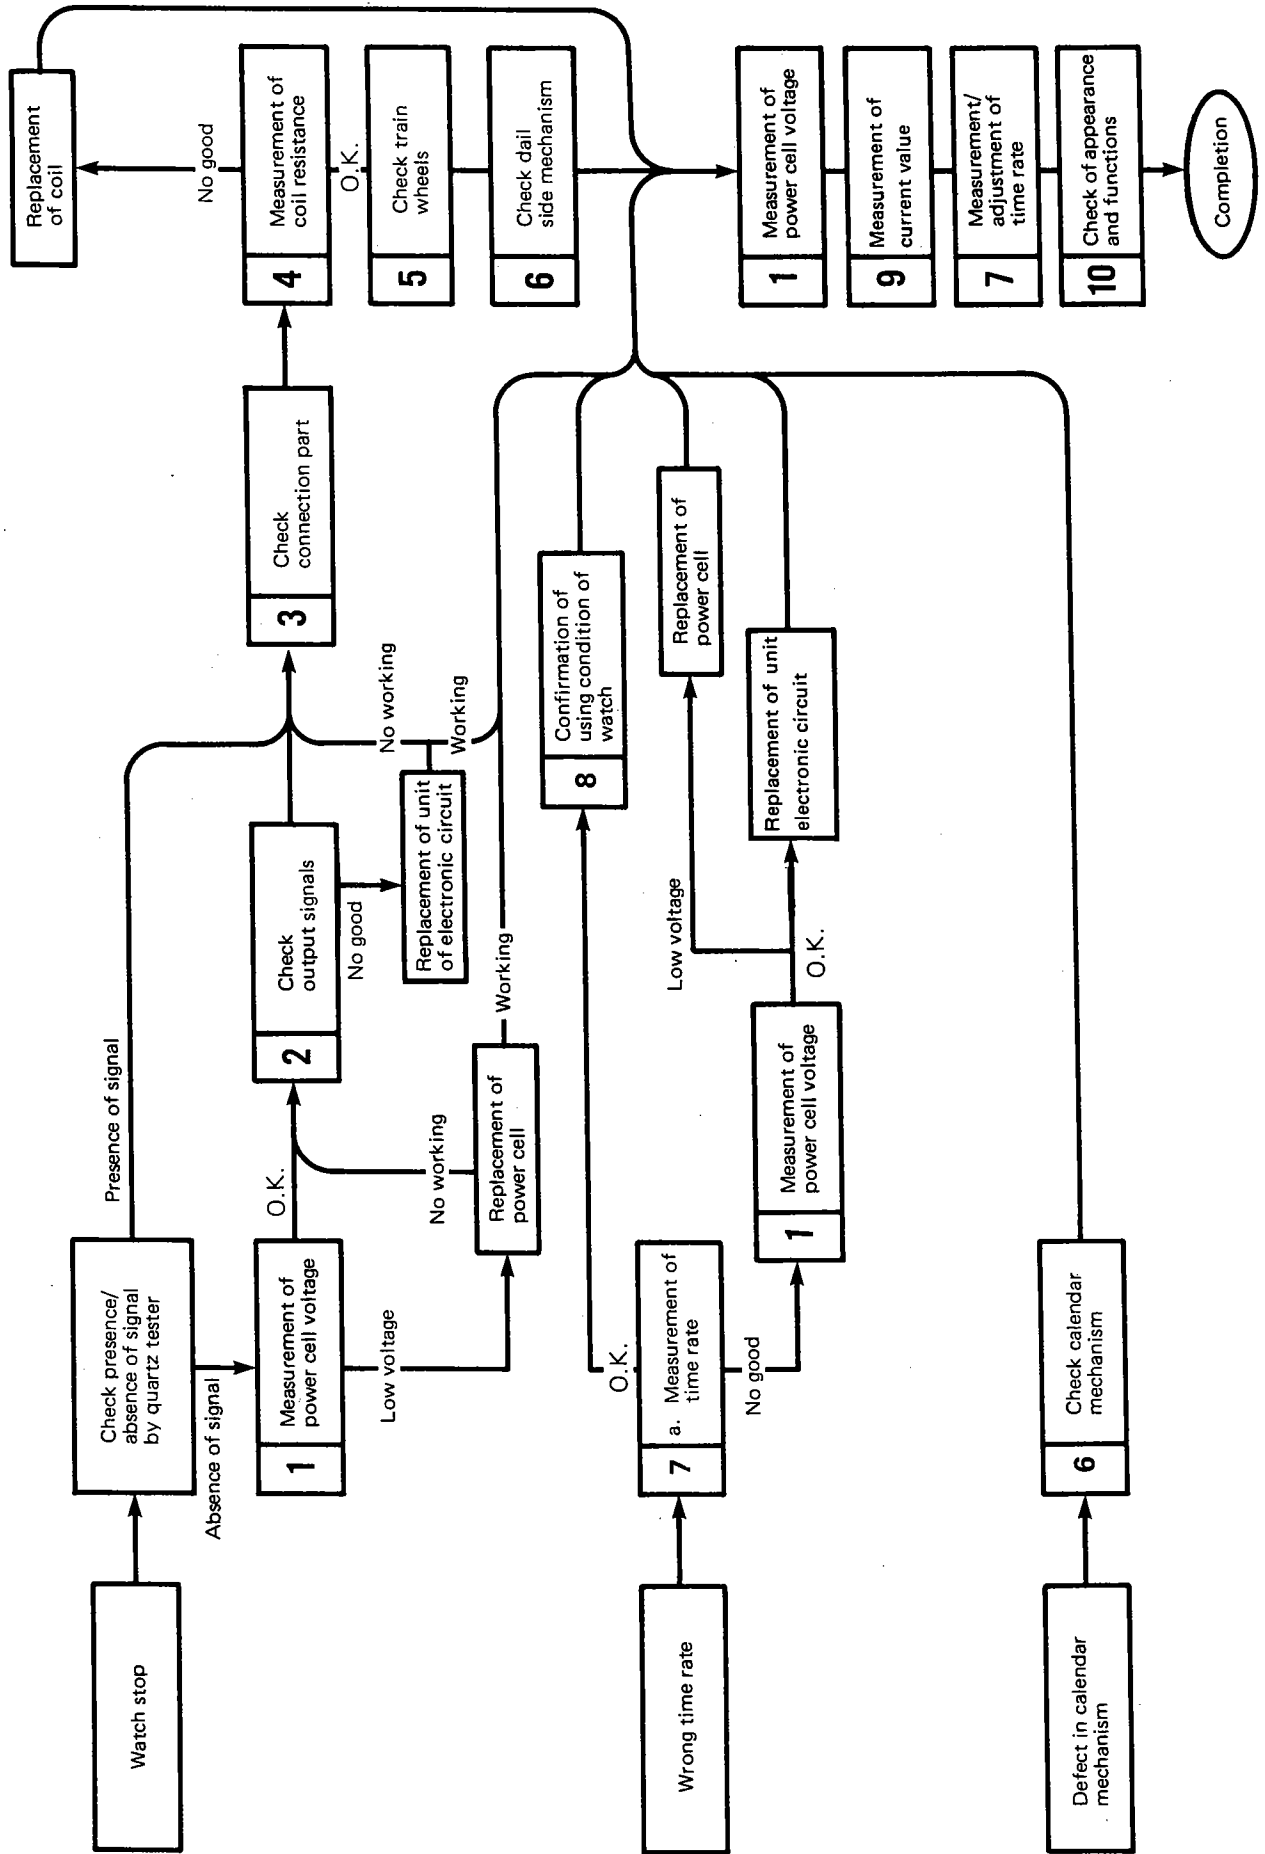 Watch stop
Check presence/
absence of signal
by quartz tester
Presence of signal
Absence of signal
1
Measurement of
power cell voltage
O.K.
Low voltage
Replacement of
power cell
No working
Working
2
Check
output signals
No good
Replacement of unit
of electronic circuit
No working
Working
3
Check
connection part
4
Measurement of
coil resistance
No good
Replacement
of coil
O.K.
5
Check train
wheels
6
Check dail
side mechanism
Wrong time rate
7
a. Measurement of
time rate
O.K.
No good
8
Confirmation of
using condition of
watch
1
Measurement of
power cell voltage
Low voltage
O.K.
Replacement of
power cell
Replacement of unit
electronic circuit
Defect in calendar
mechanism
6
Check calendar
mechanism
1
Measurement of
power cell voltage
9
Measurement of
current value
7
Measurement/
adjustment of
time rate
10
Check of appearance
and functions
Completion